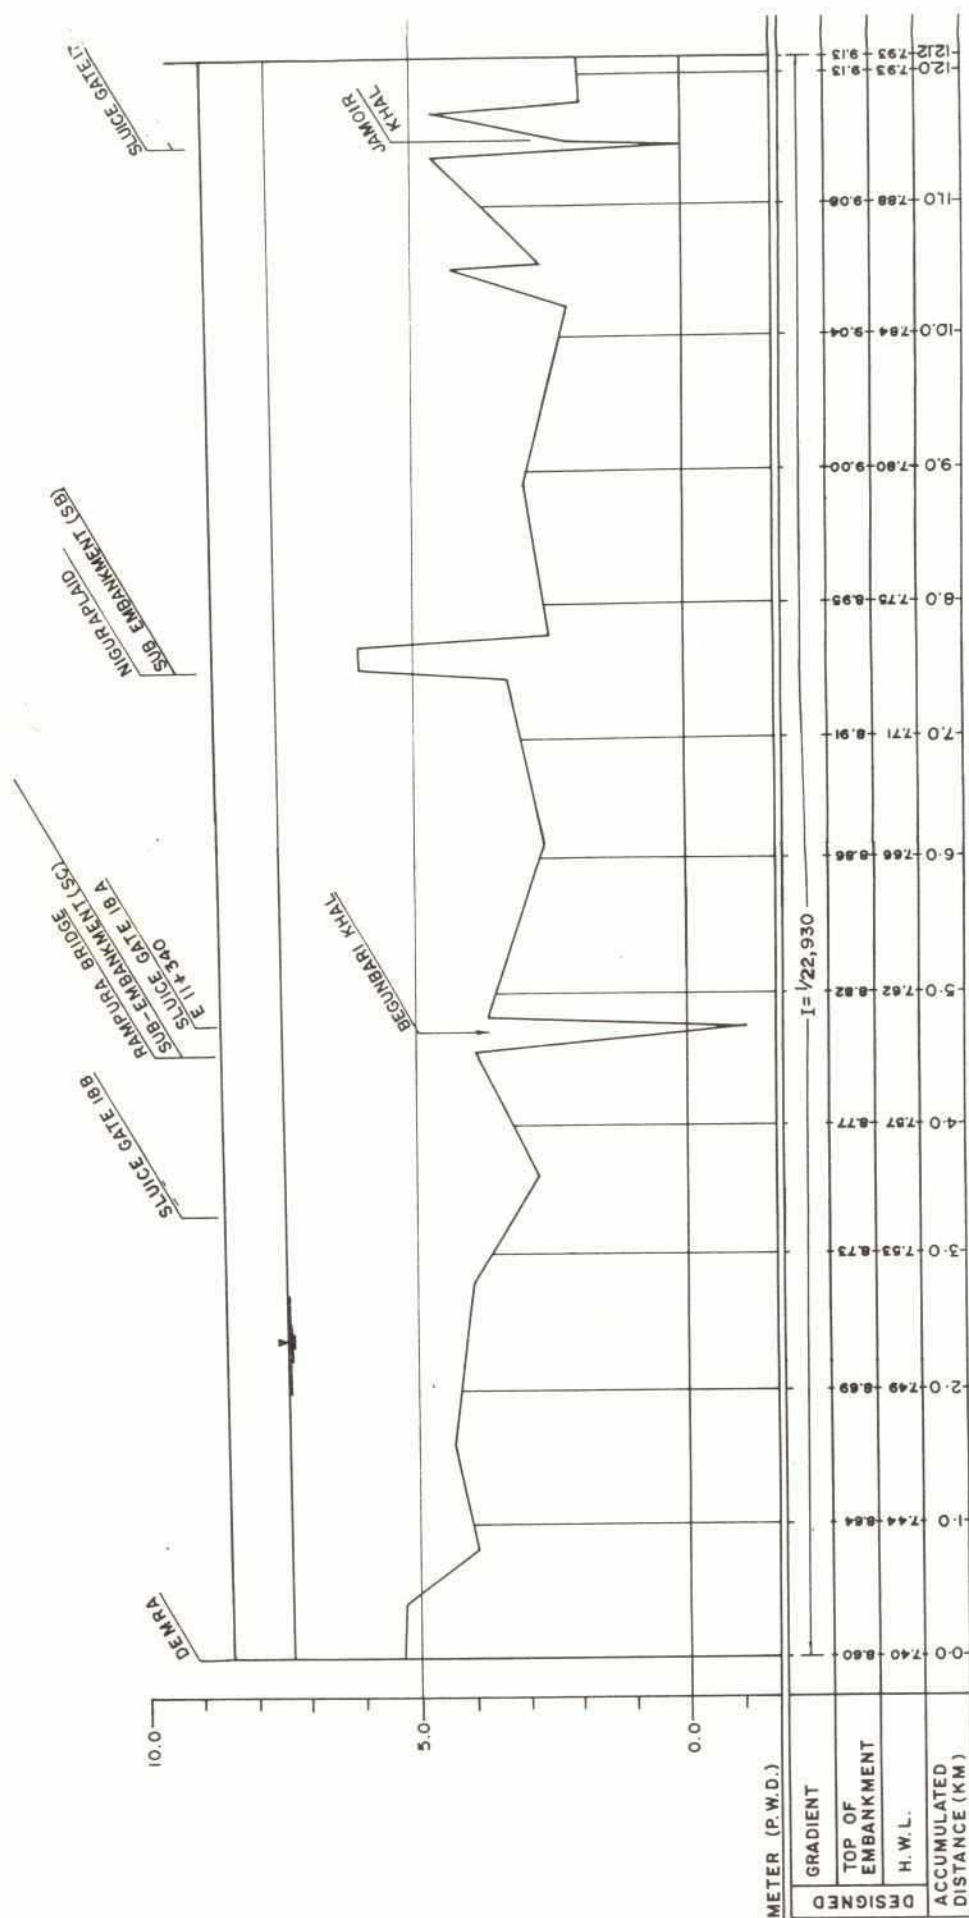 DEMRA
SLUICE GATE 18B
RAMPURA BRIDGE
SUB-EMBANKMENT (SC)
SLUICE GATE 18 A
E 11+340
NIGURAPLAID
SUB EMBANKMENT (SB)
SLUICE GATE 17
BEGUNBARI KHAL
JAMOIR
KHAL
10.0
5.0
0.0
METER (P.W.D.)
DESIGNED
GRADIENT
I = 1/22,930
TOP OF
EMBANKMENT
8.60 8.64 8.69 8.73 8.77 8.82 8.86 8.91 8.95 9.00 9.04 9.08 9.13 9.13
H.W.L.
7.40 7.44 7.49 7.53 7.57 7.62 7.66 7.71 7.75 7.80 7.84 7.88 7.93 7.93
ACCUMULATED
DISTANCE (KM)
0.0 1.0 2.0 3.0 4.0 5.0 6.0 7.0 8.0 9.0 10.0 11.0 12.0 12.12